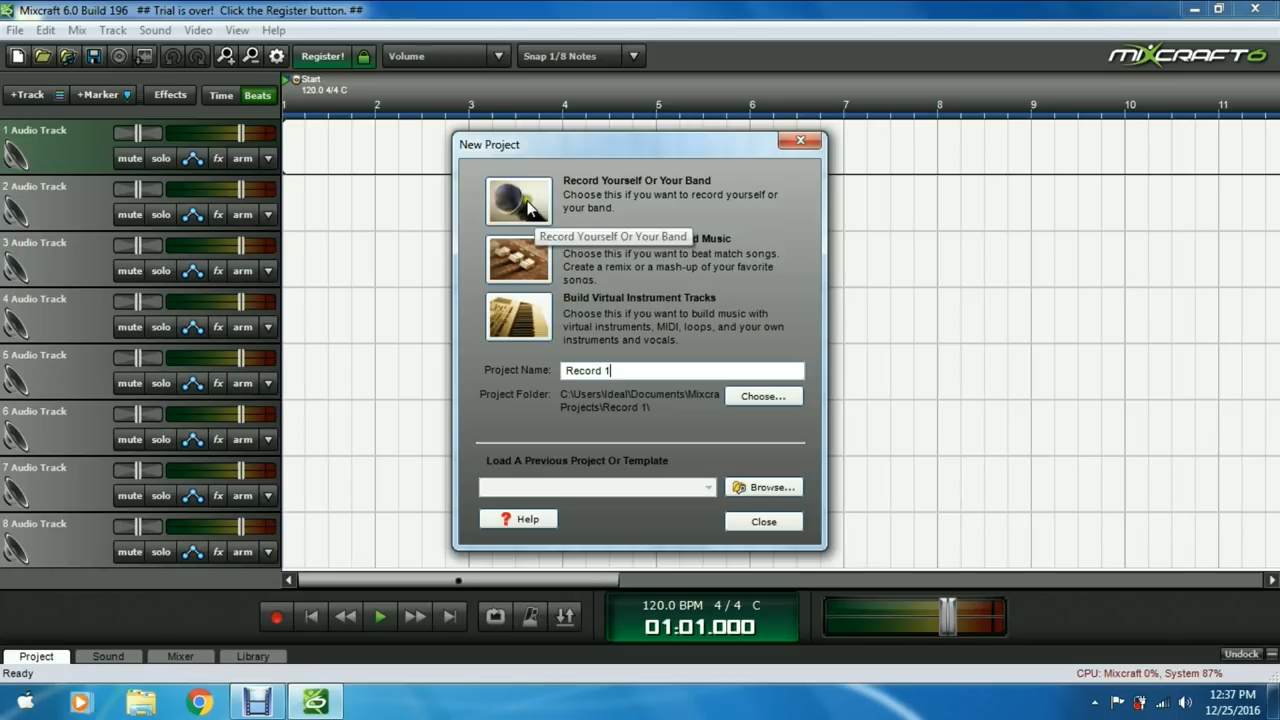 Mixcraft 6.0 Build 196 ## Trial is over! Click the Register button. ##
File Edit Mix Track Sound Video View Help
Register! Volume Snap 1/8 Notes MIXCRAFT6
Start
120.0 4/4 C
+Track +Marker Effects Time Beats
1 2 3 4 5 6 7 8 9 10 11
1 Audio Track
mute solo fx arm
2 Audio Track
mute solo fx arm
3 Audio Track
mute solo fx arm
4 Audio Track
mute solo fx arm
5 Audio Track
mute solo fx arm
6 Audio Track
mute solo fx arm
7 Audio Track
mute solo fx arm
8 Audio Track
mute solo fx arm
New Project
Record Yourself Or Your Band
Choose this if you want to record yourself or
your band.
Record Yourself Or Your Band
d Music
Choose this if you want to beat match songs.
Create a remix or a mash-up of your favorite
songs.
Build Virtual Instrument Tracks
Choose this if you want to build music with
virtual instruments, MIDI, loops, and your own
instruments and vocals.
Project Name: Record 1
Project Folder: C:\Users\Ideal\Documents\Mixcra
Projects\Record 1\
Choose...
Load A Previous Project Or Template
Browse...
? Help
Close
120.0 BPM 4 / 4 C
01:01.000
Project Sound Mixer Library
Undock
Ready
CPU: Mixcraft 0%, System 87%
12:37 PM
12/25/2016